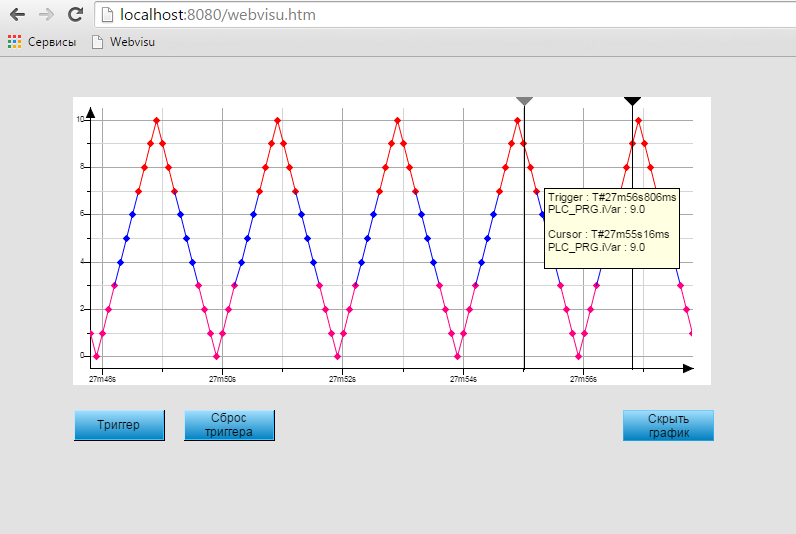 localhost:8080/webvisu.htm
Сервисы
Webvisu
10
8
6
4
2
0
27m48s
27m50s
27m52s
27m54s
27m56s
Trigger : T#27m56s806ms
PLC_PRG.iVar : 9.0
Cursor : T#27m55s16ms
PLC_PRG.iVar : 9.0
Триггер
Сброс
триггера
Скрыть
график